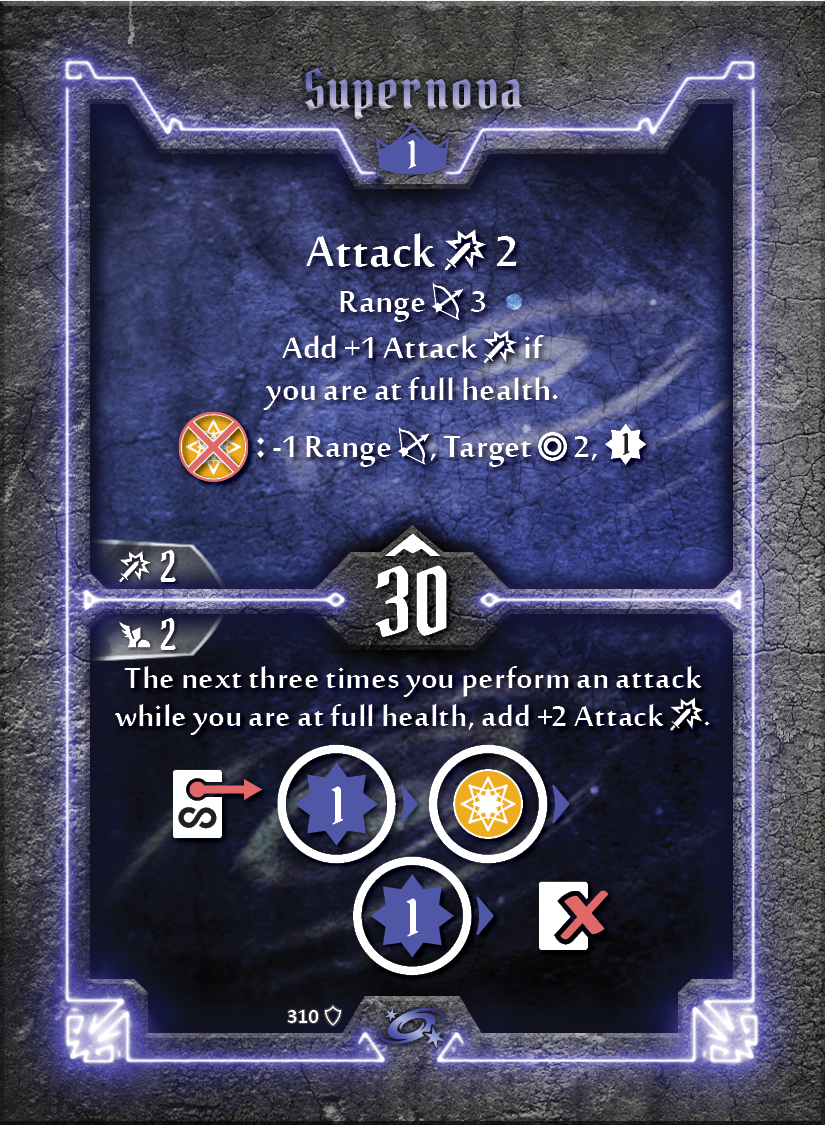 Supernova
1
Attack 2
Range 3
Add +1 Attack if
you are at full health.
: -1 Range , Target 2, 1
2
30
2
The next three times you perform an attack
while you are at full health, add +2 Attack .
1
1
310